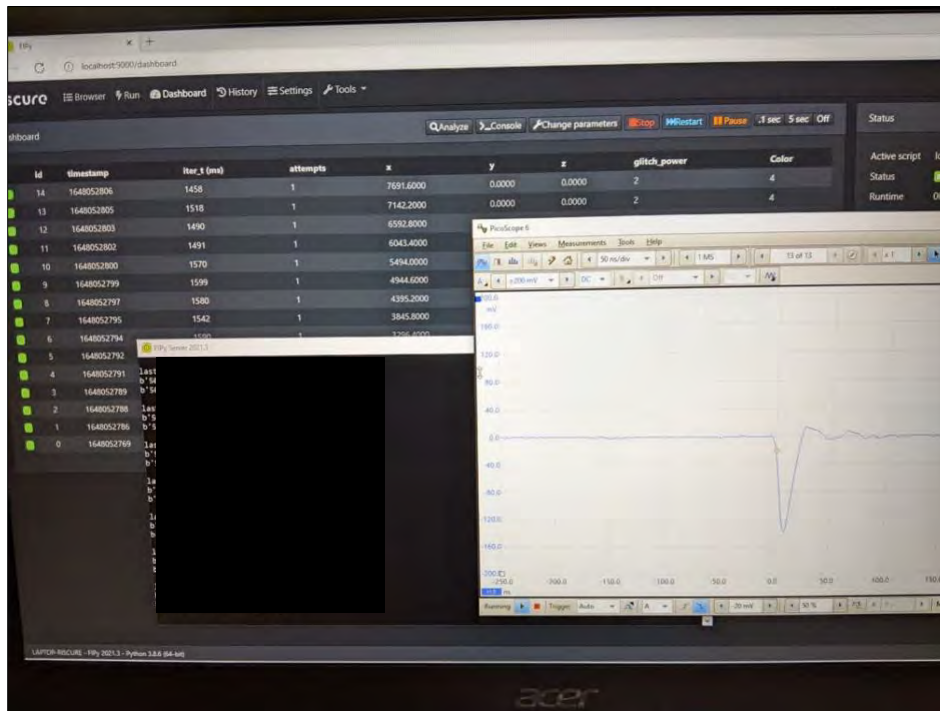 FIPy
localhost:9000/dashboard
scure Browser Run Dashboard History Settings Tools
shboard
Analyze Console Change parameters Stop Restart Pause .1 sec 5 sec Off
Status
Active script
Status
Runtime
Id timestamp iter_t (ms) attempts x y z glitch_power Color
14 1648052806 1458 1 7691.6000 0.0000 0.0000 2 4
13 1648052805 1518 1 7142.2000 0.0000 0.0000 2 4
12 1648052803 1490 1 6592.8000
11 1648052802 1491 1 6043.4000
10 1648052800 1570 1 5494.0000
9 1648052799 1599 1 4944.6000
8 1648052797 1580 1 4395.2000
7 1648052795 1542 1 3845.8000
6 1648052794
5 1648052792
4 1648052791
3 1648052789
2 1648052788
1 1648052786
0 1648052769
FIPy Server 2021.3
PicoScope 6
File Edit Views Measurements Tools Help
50 ns/div 1 MS 13 of 13 x 1
A ±200 mV DC Off
mV
120.0
80.0
40.0
0.0
-40.0
-80.0
-120.0
-160.0
-200.0
-250.0 -200.0 -150.0 -100.0 -50.0 0.0 50.0 100.0
Running Trigger Auto A -20 mV 50 %
LAPTOP-RISCURE - FIPy 2021.3 - Python 3.8.6 (64-bit)
acer